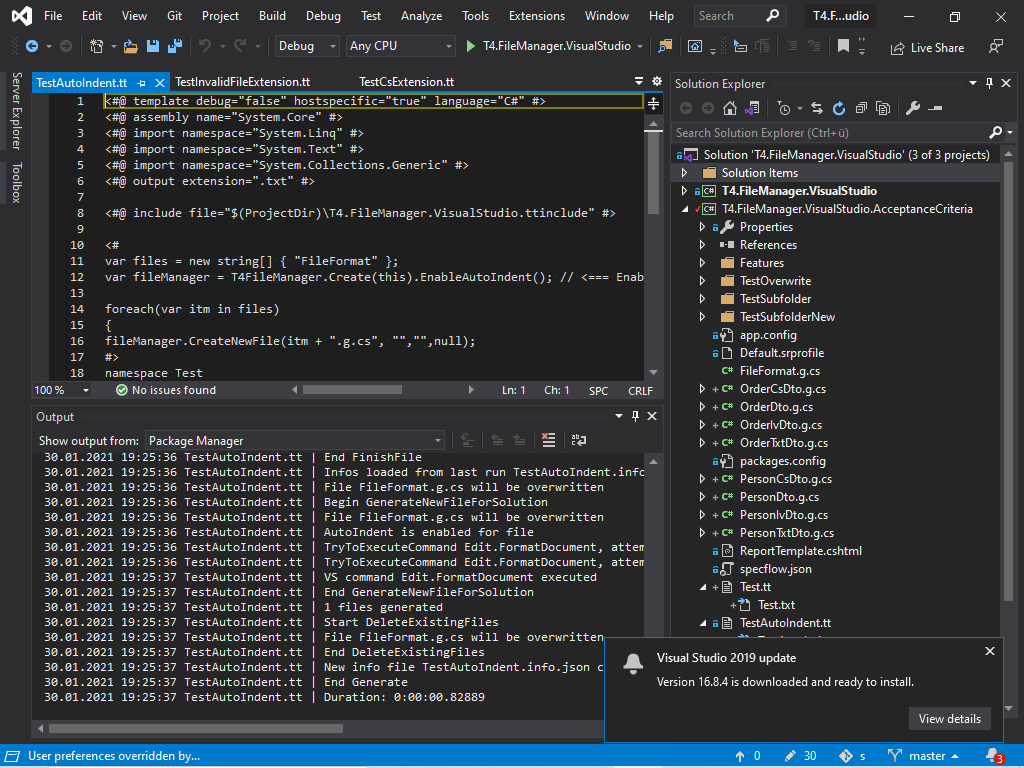 File Edit View Git Project Build Debug Test Analyze Tools Extensions Window Help Search T4.F...udio
Debug Any CPU T4.FileManager.VisualStudio Live Share
Server Explorer
Toolbox
TestAutoIndent.tt TestInvalidFileExtension.tt TestCsExtension.tt
1 <#@ template debug="false" hostspecific="true" language="C#" #>
2 <#@ assembly name="System.Core" #>
3 <#@ import namespace="System.Linq" #>
4 <#@ import namespace="System.Text" #>
5 <#@ import namespace="System.Collections.Generic" #>
6 <#@ output extension=".txt" #>
7
8 <#@ include file="$(ProjectDir)\T4.FileManager.VisualStudio.ttinclude" #>
9
10 <#
11 var files = new string[] { "FileFormat" };
12 var fileManager = T4FileManager.Create(this).EnableAutoIndent(); // <=== Enab
13
14 foreach(var itm in files)
15 {
16 fileManager.CreateNewFile(itm + ".g.cs", "","",null);
17 #>
18 namespace Test
100 % No issues found Ln: 1 Ch: 1 SPC CRLF
Output
Show output from: Package Manager
30.01.2021 19:25:36 TestAutoIndent.tt | End FinishFile
30.01.2021 19:25:36 TestAutoIndent.tt | Infos loaded from last run TestAutoIndent.info
30.01.2021 19:25:36 TestAutoIndent.tt | File FileFormat.g.cs will be overwritten
30.01.2021 19:25:36 TestAutoIndent.tt | Begin GenerateNewFileForSolution
30.01.2021 19:25:36 TestAutoIndent.tt | File FileFormat.g.cs will be overwritten
30.01.2021 19:25:36 TestAutoIndent.tt | AutoIndent is enabled for file
30.01.2021 19:25:36 TestAutoIndent.tt | TryToExecuteCommand Edit.FormatDocument, attem
30.01.2021 19:25:36 TestAutoIndent.tt | TryToExecuteCommand Edit.FormatDocument, attem
30.01.2021 19:25:37 TestAutoIndent.tt | VS command Edit.FormatDocument executed
30.01.2021 19:25:37 TestAutoIndent.tt | End GenerateNewFileForSolution
30.01.2021 19:25:37 TestAutoIndent.tt | 1 files generated
30.01.2021 19:25:37 TestAutoIndent.tt | Start DeleteExistingFiles
30.01.2021 19:25:37 TestAutoIndent.tt | File FileFormat.g.cs will be overwritten
30.01.2021 19:25:37 TestAutoIndent.tt | End DeleteExistingFiles
30.01.2021 19:25:37 TestAutoIndent.tt | New info file TestAutoIndent.info.json c
30.01.2021 19:25:37 TestAutoIndent.tt | End Generate
30.01.2021 19:25:37 TestAutoIndent.tt | Duration: 0:00:00.82889
Solution Explorer
Search Solution Explorer (Ctrl+ü)
Solution 'T4.FileManager.VisualStudio' (3 of 3 projects)
Solution Items
C# T4.FileManager.VisualStudio
C# T4.FileManager.VisualStudio.AcceptanceCriteria
Properties
References
Features
TestOverwrite
TestSubfolder
TestSubfolderNew
app.config
Default.srprofile
C# FileFormat.g.cs
+ C# OrderCsDto.g.cs
+ C# OrderDto.g.cs
+ C# OrderIvDto.g.cs
+ C# OrderTxtDto.g.cs
packages.config
+ C# PersonCsDto.g.cs
+ C# PersonDto.g.cs
+ C# PersonIvDto.g.cs
+ C# PersonTxtDto.g.cs
ReportTemplate.cshtml
specflow.json
+ Test.tt
+ Test.txt
TestAutoIndent.tt
Visual Studio 2019 update
Version 16.8.4 is downloaded and ready to install.
View details
User preferences overridden by... 0 30 s master 3